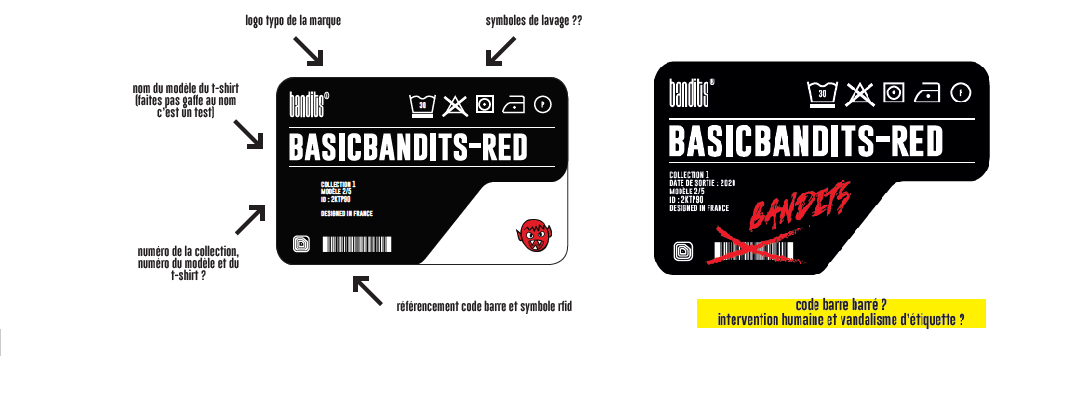 logo typo de la marque
symboles de lavage ??
nom du modèle du t-shirt
(faites pas gaffe au nom
c'est un test)
bandits®
30
P
BASICBANDITS-RED
COLLECTION 1
MODÈLE 2/5
ID : 2KTP90
DESIGNED IN FRANCE
numéro de la collection,
numéro du modèle et du
t-shirt ?
référencement code barre et symbole rfid
bandits®
30
P
BASICBANDITS-RED
COLLECTION 1
DATE DE SORTIE : 2020
MODÈLE 2/5
ID : 2KTP90
DESIGNED IN FRANCE
BANDITS
code barre barré ?
intervention humaine et vandalisme d'étiquette ?